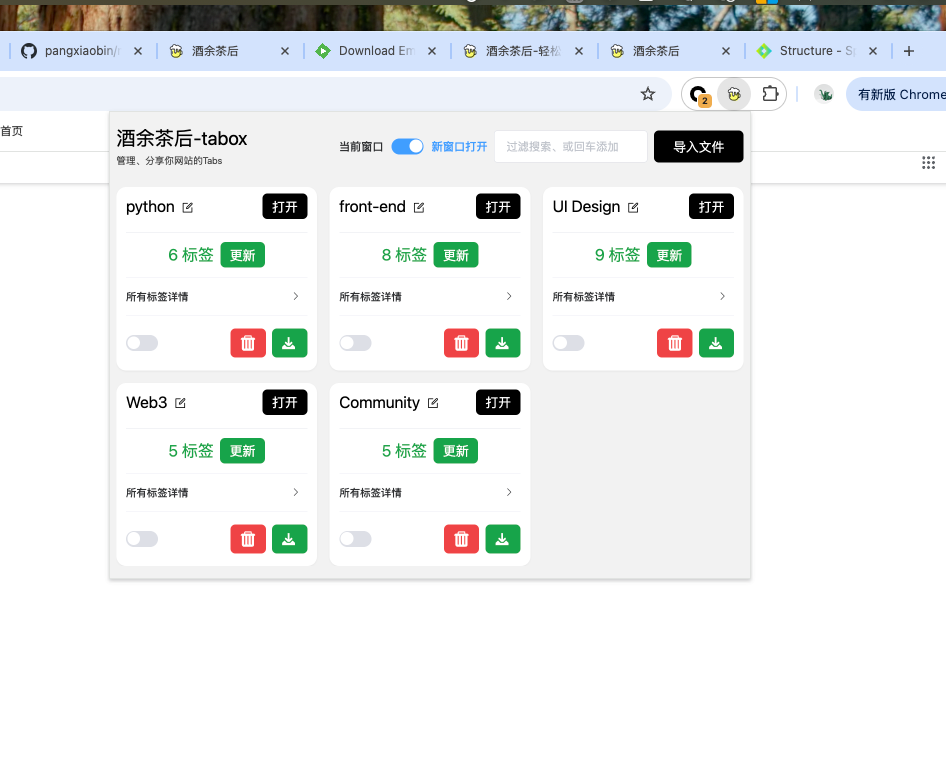 pangxiaobin/
酒余茶后
Download Em
酒余茶后-轻松
酒余茶后
Structure - Sp
2
有新版 Chrome
首页
酒余茶后-tabox
管理、分享你网站的Tabs
当前窗口
新窗口打开
过滤搜索、或回车添加
导入文件
python
打开
front-end
打开
UI Design
打开
6 标签
更新
8 标签
更新
9 标签
更新
所有标签详情
所有标签详情
所有标签详情
Web3
打开
Community
打开
5 标签
更新
5 标签
更新
所有标签详情
所有标签详情